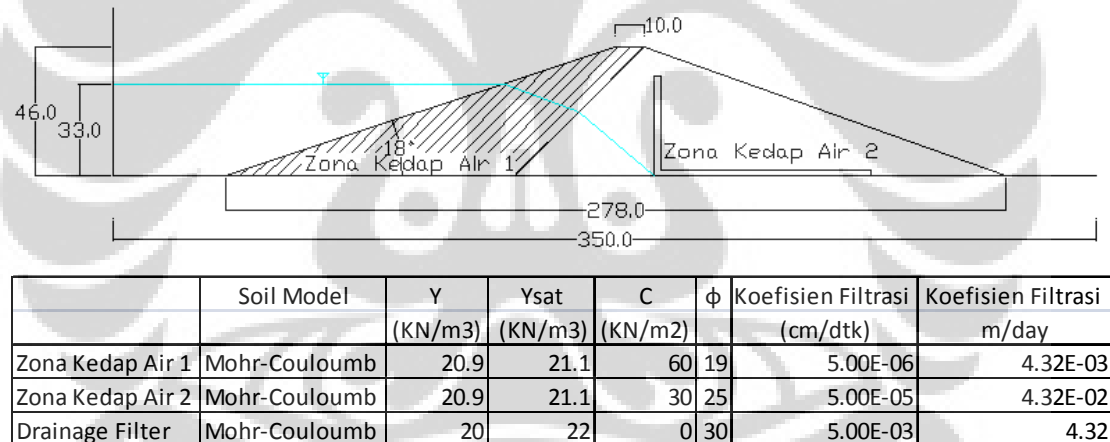 10.0
46.0
33.0
18°
Zona Kedap Air 1
Zona Kedap Air 2
278.0
350.0
Soil Model Y Ysat C ϕ Koefisien Filtrasi Koefisien Filtrasi
(KN/m3) (KN/m3) (KN/m2) (cm/dtk) m/day
Zona Kedap Air 1 Mohr-Couloumb 20.9 21.1 60 19 5.00E-06 4.32E-03
Zona Kedap Air 2 Mohr-Couloumb 20.9 21.1 30 25 5.00E-05 4.32E-02
Drainage Filter Mohr-Couloumb 20 22 0 30 5.00E-03 4.32